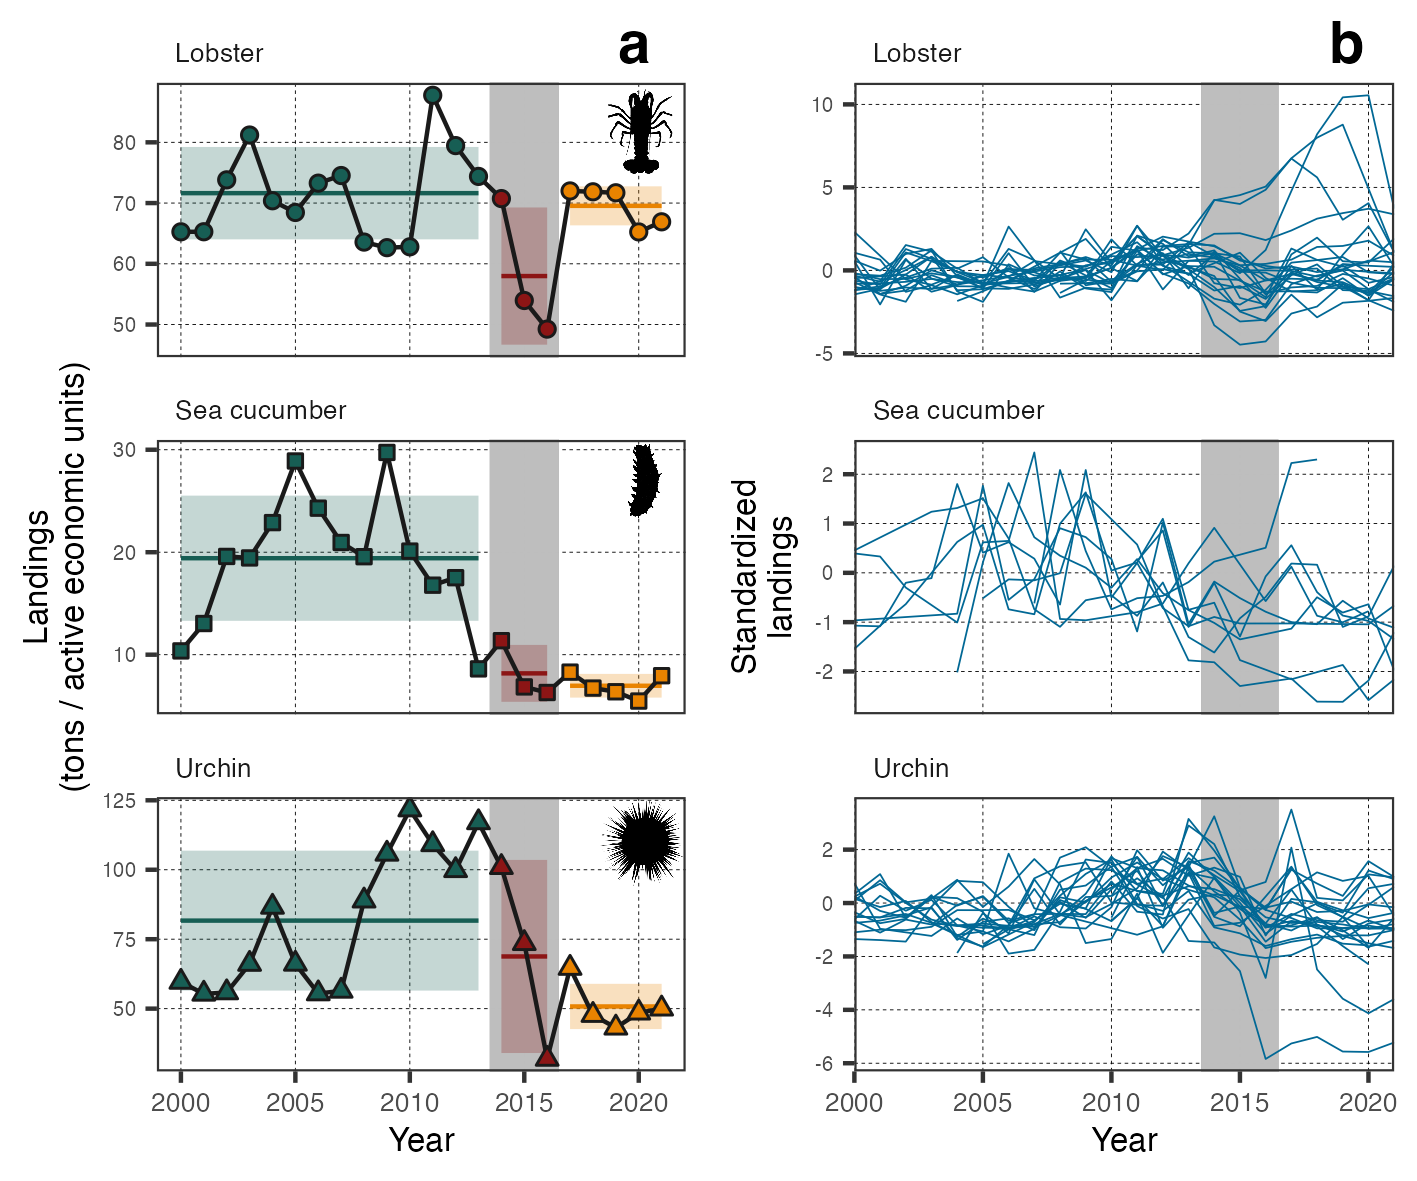 a
b
Lobster
Lobster
80
70
60
50
10
5
0
-5
Sea cucumber
Sea cucumber
30
20
10
2
1
0
-1
-2
Urchin
Urchin
125
100
75
50
2
0
-2
-4
-6
2000 2005 2010 2015 2020
2000 2005 2010 2015 2020
Year
Year
Landings
(tons / active economic units)
Standardized
landings